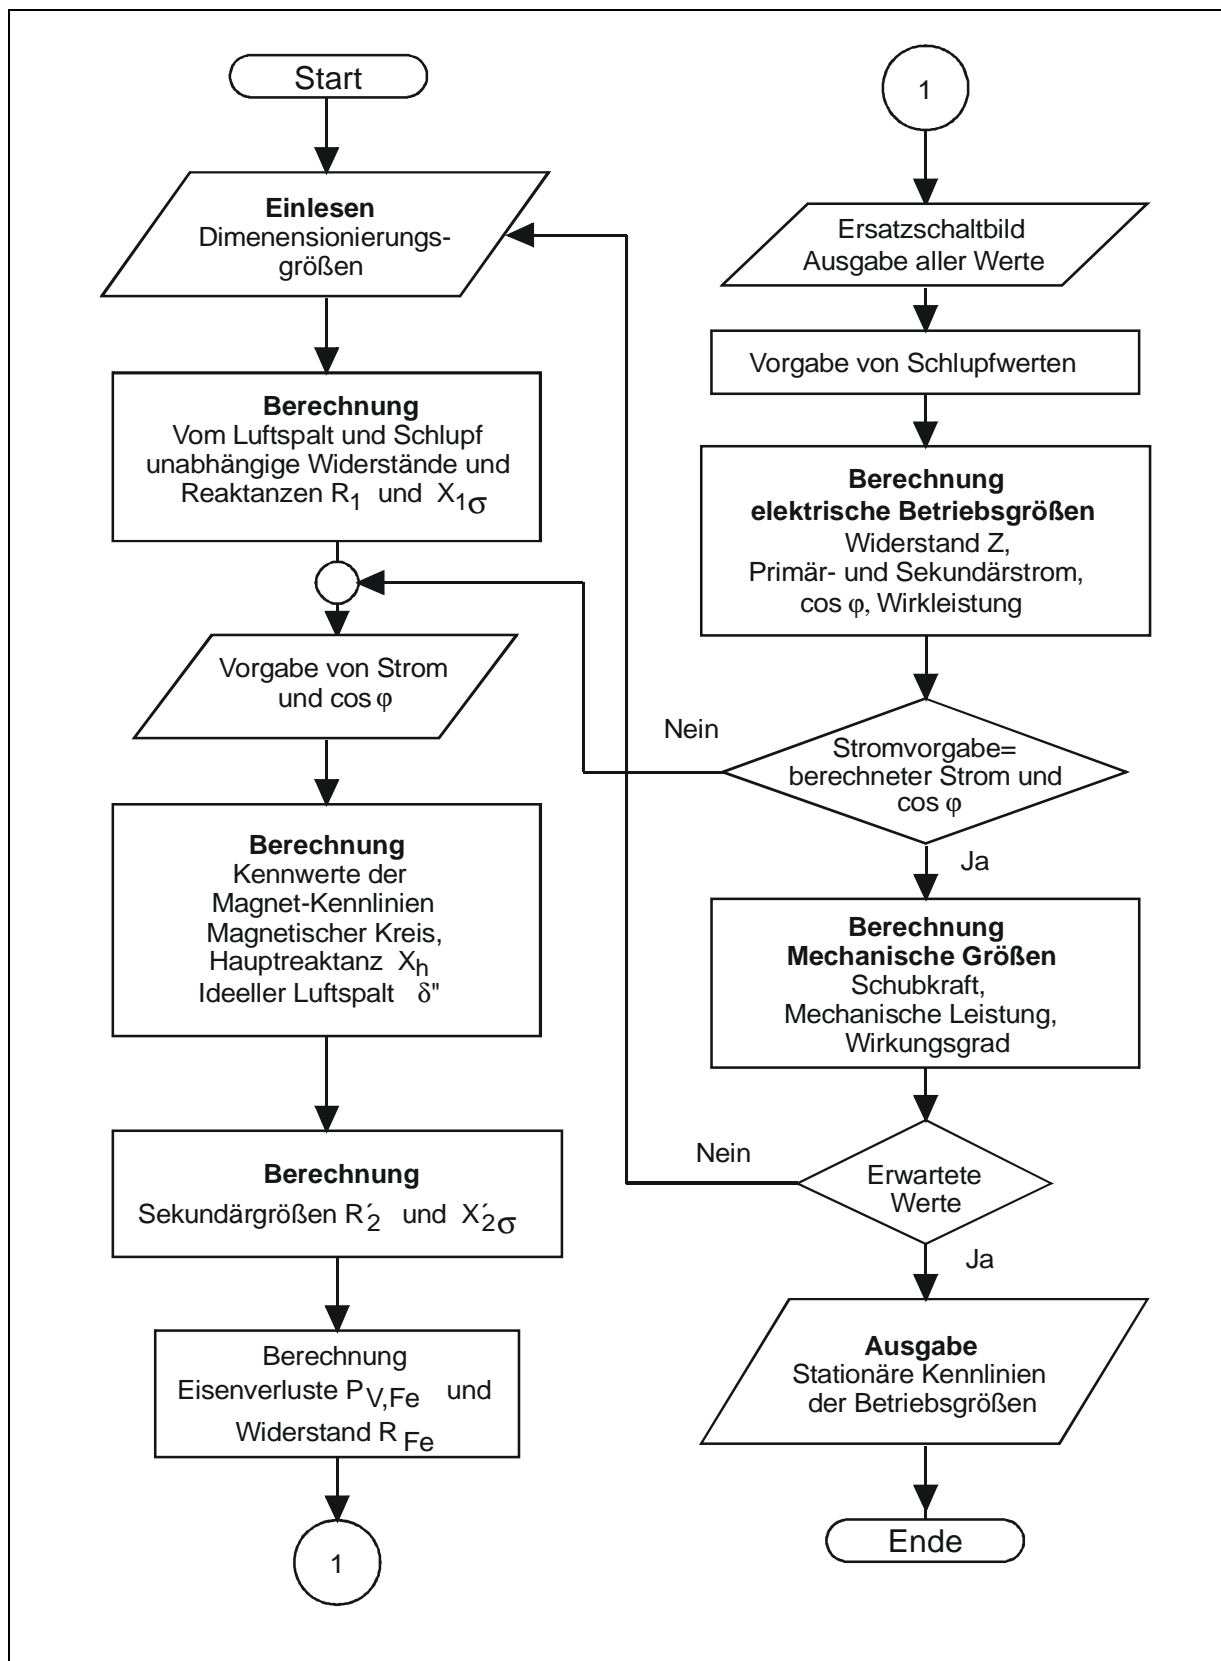 Start
Einlesen
Dimenensionierungs-
größen
Berechnung
Vom Luftspalt und Schlupf
unabhängige Widerstände und
Reaktanzen R1 und X1σ
Vorgabe von Strom
und cos φ
Berechnung
Kennwerte der
Magnet-Kennlinien
Magnetischer Kreis,
Hauptreaktanz Xh
Ideeller Luftspalt δ"
Berechnung
Sekundärgrößen R´2 und X´2σ
Berechnung
Eisenverluste PV,Fe und
Widerstand RFe
1
1
Ersatzschaltbild
Ausgabe aller Werte
Vorgabe von Schlupfwerten
Berechnung
elektrische Betriebsgrößen
Widerstand Z,
Primär- und Sekundärstrom,
cos φ, Wirkleistung
Nein
Stromvorgabe=
berechneter Strom und
cos φ
Ja
Berechnung
Mechanische Größen
Schubkraft,
Mechanische Leistung,
Wirkungsgrad
Nein
Erwartete
Werte
Ja
Ausgabe
Stationäre Kennlinien
der Betriebsgrößen
Ende